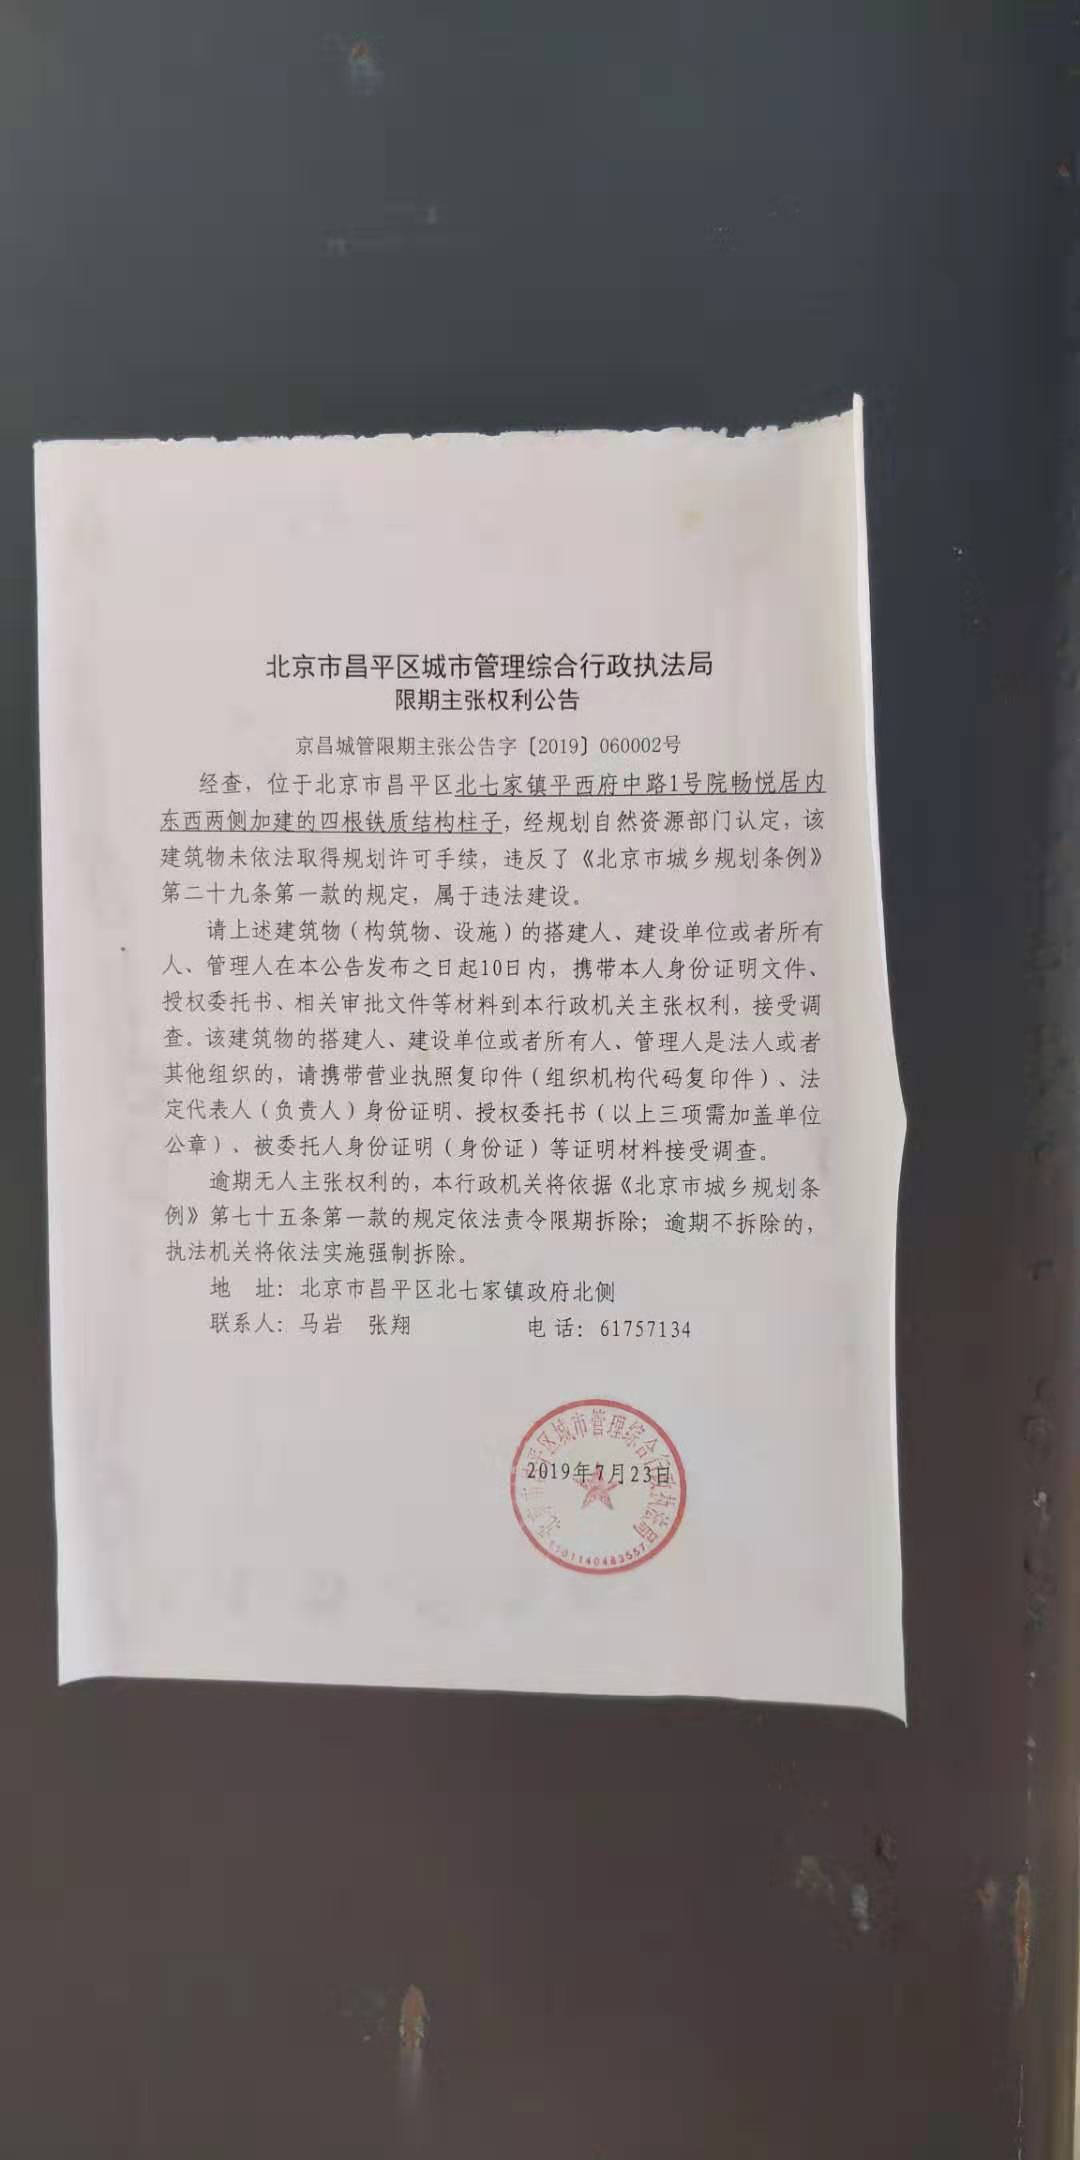 北京市昌平区城市管理综合行政执法局
限期主张权利公告
京昌城管限期主张公告字〔2019〕060002号
经查，位于北京市昌平区北七家镇平西府中路1号院畅悦居内
东西两侧加建的四根铁质结构柱子，经规划自然资源部门认定，该
建筑物未依法取得规划许可手续，违反了《北京市城乡规划条例》
第二十九条第一款的规定，属于违法建设。
请上述建筑物（构筑物、设施）的搭建人、建设单位或者所有
人、管理人在本公告发布之日起10日内，携带本人身份证明文件、
授权委托书、相关审批文件等材料到本行政机关主张权利，接受调
查。该建筑物的搭建人、建设单位或者所有人、管理人是法人或者
其他组织的，请携带营业执照复印件（组织机构代码复印件）、法
定代表人（负责人）身份证明、授权委托书（以上三项需加盖单位
公章）、被委托人身份证明（身份证）等证明材料接受调查。
逾期无人主张权利的，本行政机关将依据《北京市城乡规划条
例》第七十五条第一款的规定依法责令限期拆除；逾期不拆除的，
执法机关将依法实施强制拆除。
地 址：北京市昌平区北七家镇政府北侧
联系人：马岩 张翔 电 话：61757134
北京市昌平区城市管理综合行政执法局
2019年7月23日
1101140483557